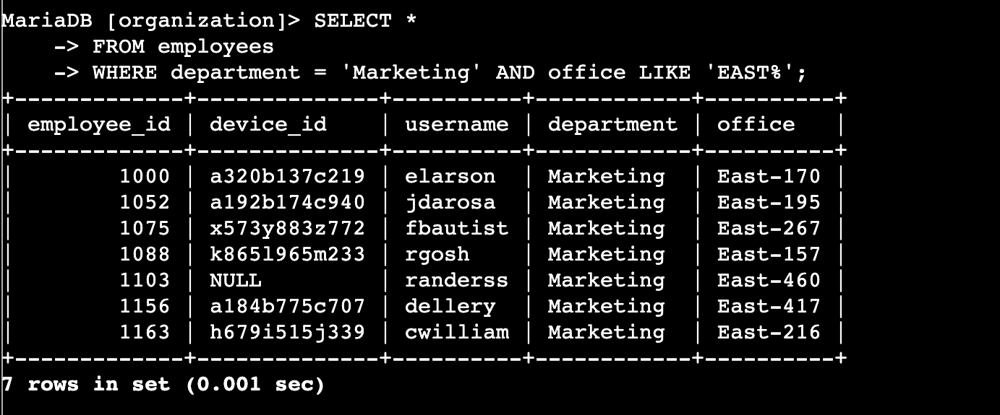 MariaDB [organization]> SELECT *
    -> FROM employees
    -> WHERE department = 'Marketing' AND office LIKE 'EAST%';
+-------------+--------------+----------+------------+----------+
| employee_id | device_id    | username | department | office   |
+-------------+--------------+----------+------------+----------+
|        1000 | a320b137c219 | elarson  | Marketing  | East-170 |
|        1052 | a192b174c940 | jdarosa  | Marketing  | East-195 |
|        1075 | x573y883z772 | fbautist | Marketing  | East-267 |
|        1088 | k865l965m233 | rgosh    | Marketing  | East-157 |
|        1103 | NULL         | randerss | Marketing  | East-460 |
|        1156 | a184b775c707 | dellery  | Marketing  | East-417 |
|        1163 | h679i515j339 | cwilliam | Marketing  | East-216 |
+-------------+--------------+----------+------------+----------+
7 rows in set (0.001 sec)